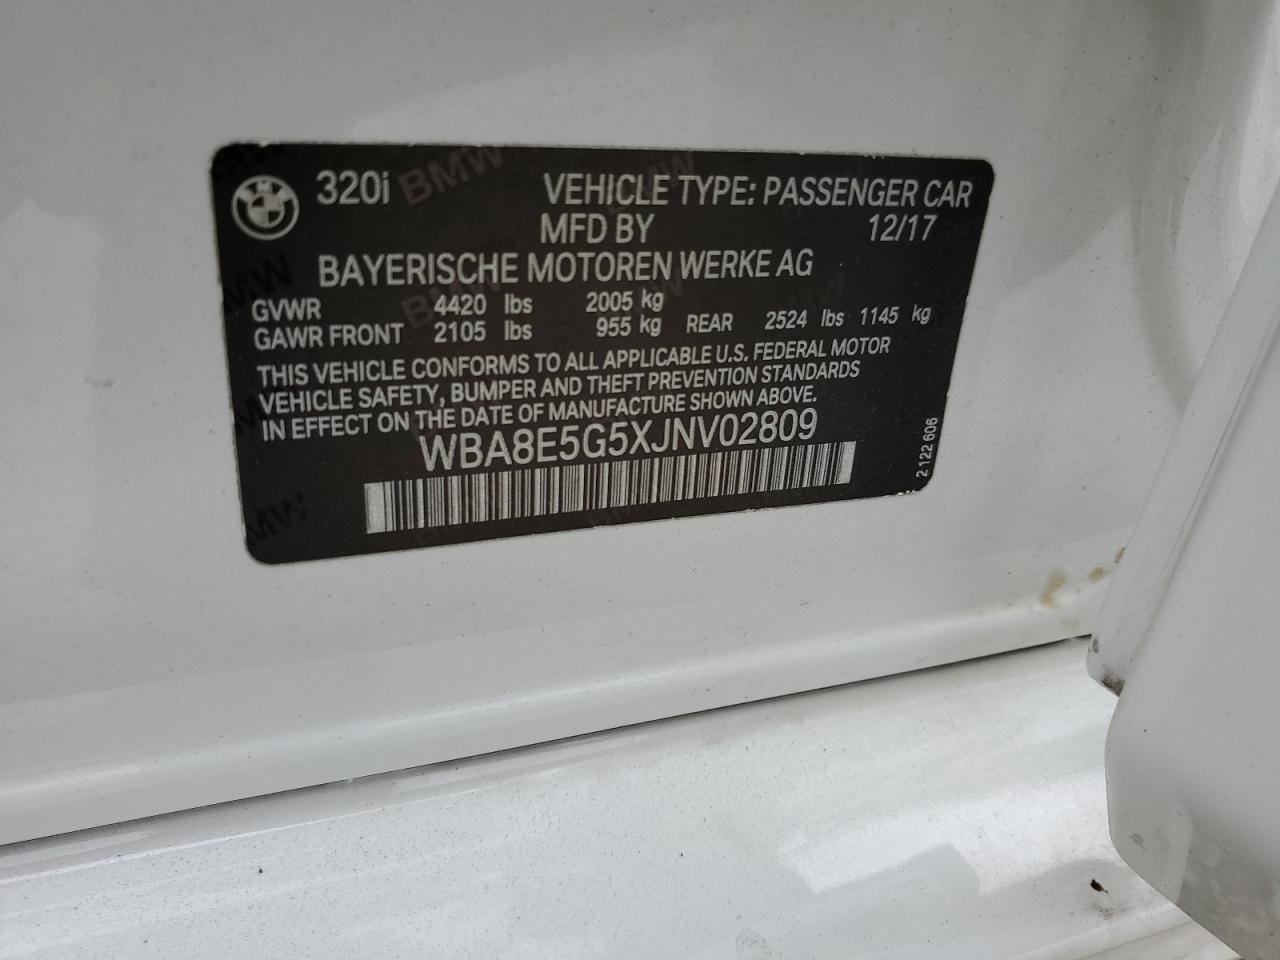 BMW 320i VEHICLE TYPE: PASSENGER CAR
MFD BY 12/17
BAYERISCHE MOTOREN WERKE AG
GVWR 4420 lbs 2005 kg
GAWR FRONT 2105 lbs 955 kg REAR 2524 lbs 1145 kg
THIS VEHICLE CONFORMS TO ALL APPLICABLE U.S. FEDERAL MOTOR
VEHICLE SAFETY, BUMPER AND THEFT PREVENTION STANDARDS
IN EFFECT ON THE DATE OF MANUFACTURE SHOWN ABOVE.
WBA8E5G5XJNV02809
2 122 606